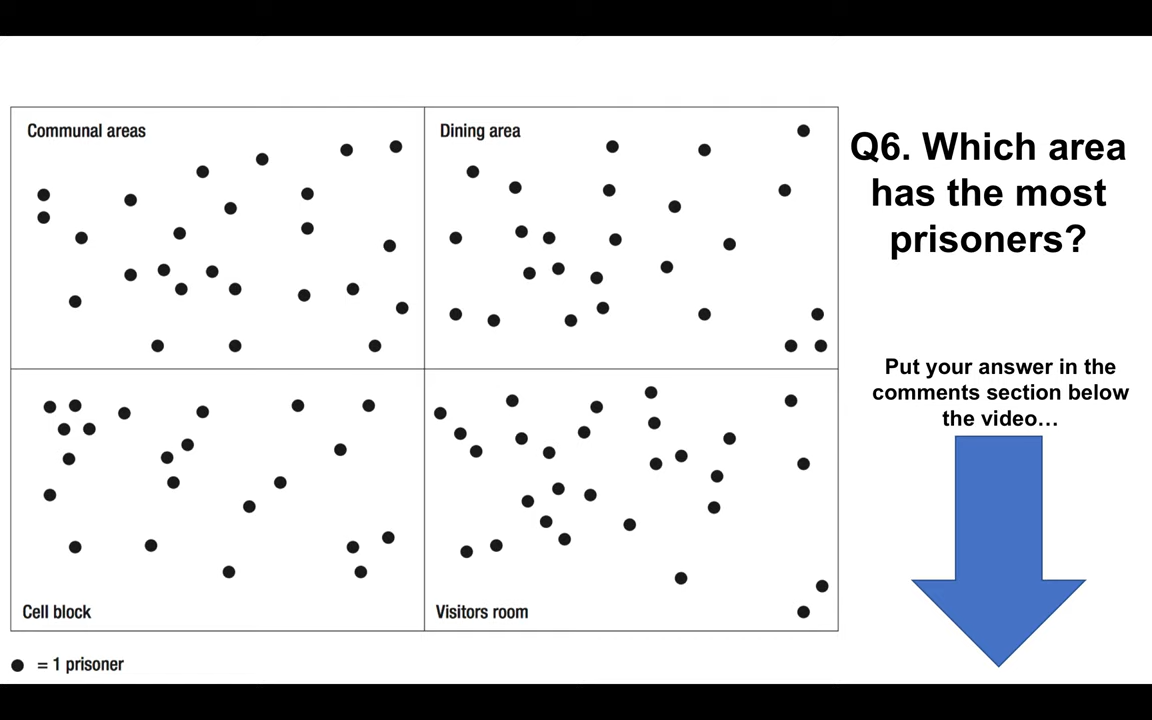 Communal areas
Dining area
Q6. Which area
has the most
prisoners?
Put your answer in the
comments section below
the video…
Cell block
Visitors room
= 1 prisoner